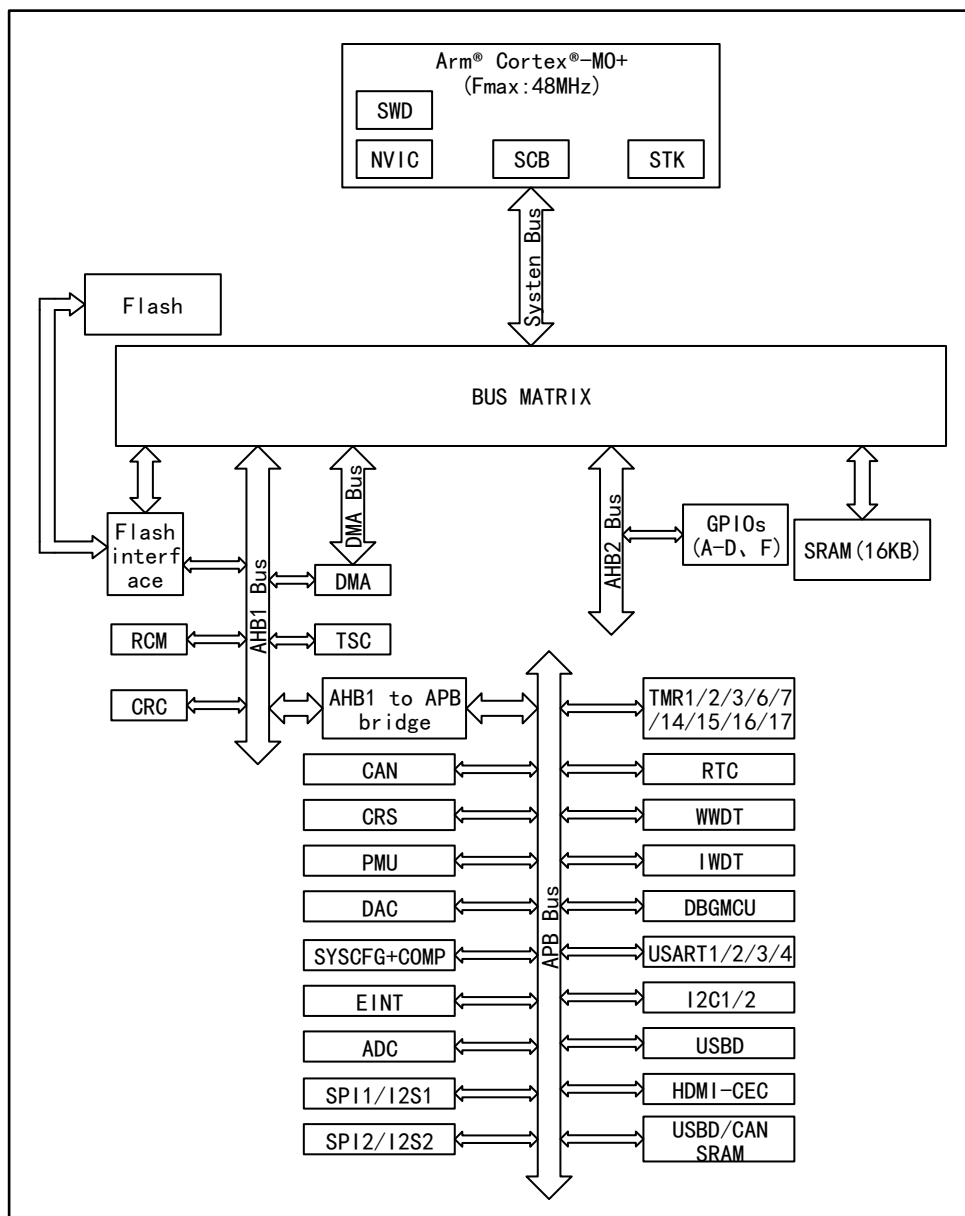 Arm® Cortex®-M0+
(Fmax:48MHz)
SWD
NVIC
SCB
STK
Systen Bus
Flash
BUS MATRIX
Flash
interf
ace
AHB1 Bus
DMA Bus
DMA
AHB2 Bus
GPIOs
(A-D、F)
SRAM(16KB)
RCM
TSC
CRC
AHB1 to APB
bridge
APB Bus
TMR1/2/3/6/7
/14/15/16/17
CAN
RTC
CRS
WWDT
PMU
IWDT
DAC
DBGMCU
SYSCFG+COMP
USART1/2/3/4
EINT
I2C1/2
ADC
USBD
SPI1/I2S1
HDMI-CEC
SPI2/I2S2
USBD/CAN
SRAM